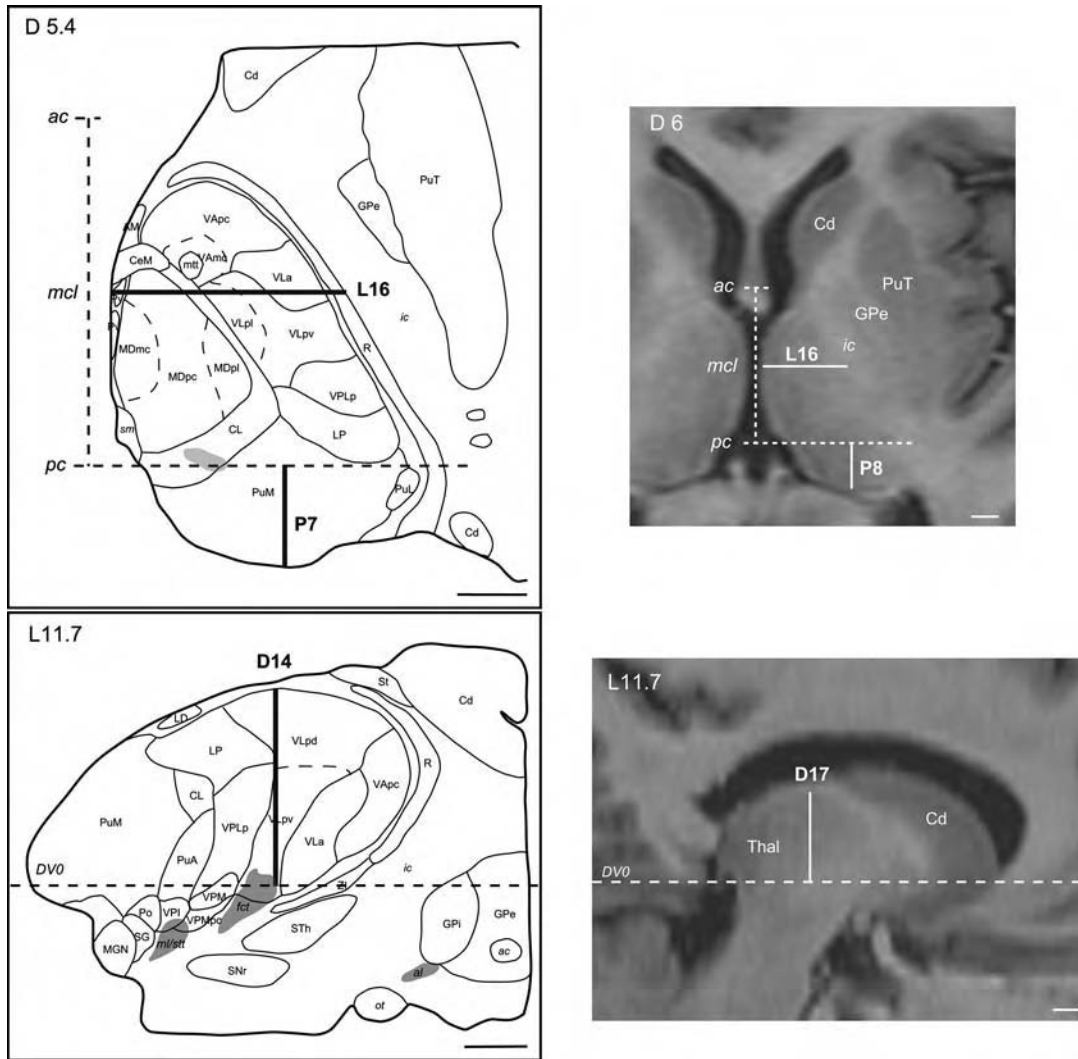 D 5.4
Cd
ac
PuT
GPe
VApc
AM
CeM
mtt
VAmc
VLa
mcl
L16
ic
VLpl
VLpv
R
MDmc
MDpc
MDpl
VPLp
sm
CL
LP
pc
PuM
PuL
P7
Cd
D 6
Cd
ac
PuT
GPe
ic
L16
mcl
pc
P8
L11.7
D14
St
Cd
LD
VLpd
LP
R
VApc
CL
PuM
VPLp
VLpv
VLa
PuA
ic
DV0
ZI
VPM
fct
Po
VPI
VPMpc
GPi
GPe
SG
STh
MGN
ml/stt
ac
SNr
al
ot
L11.7
D17
Cd
Thal
DV0